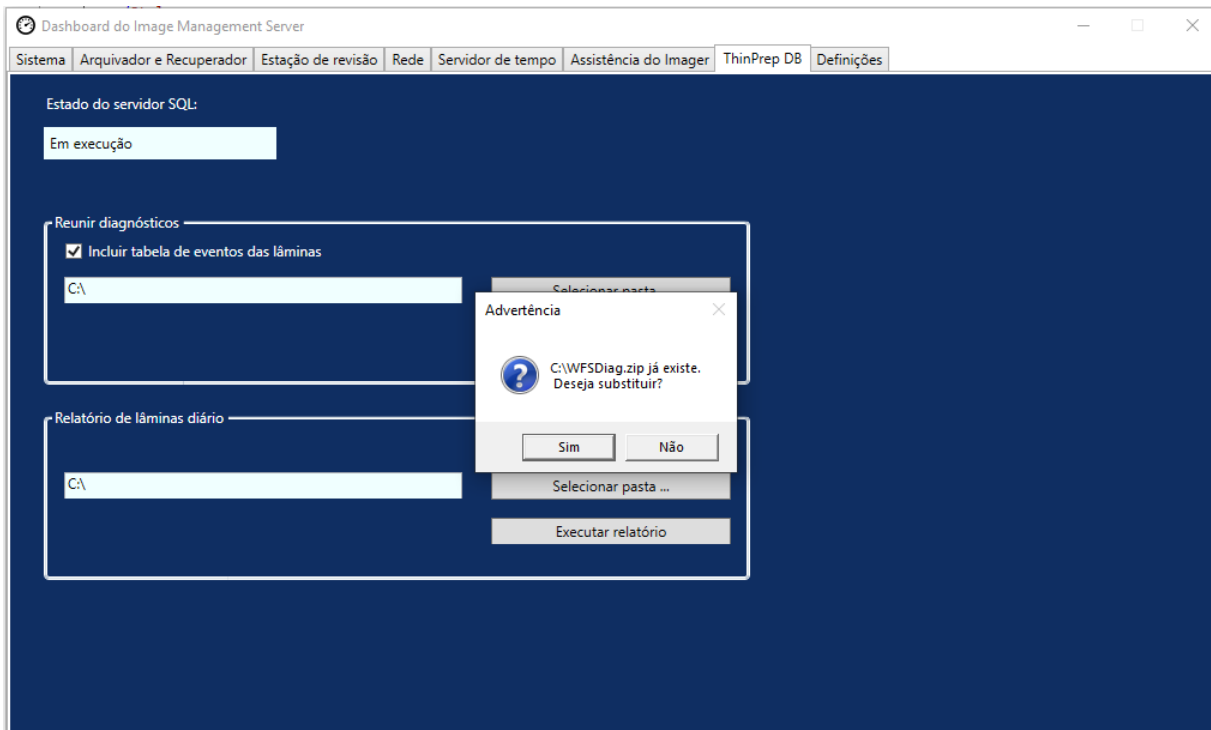 Dashboard do Image Management Server
Sistema Arquivador e Recuperador Estação de revisão Rede Servidor de tempo Assistência do Imager ThinPrep DB Definições
Estado do servidor SQL:
Em execução
Reunir diagnósticos
Incluir tabela de eventos das lâminas
C:\
Selecionar pasta
Advertência
C:\WFSDiag.zip já existe.
Deseja substituir?
Sim Não
Relatório de lâminas diário
C:\
Selecionar pasta ...
Executar relatório